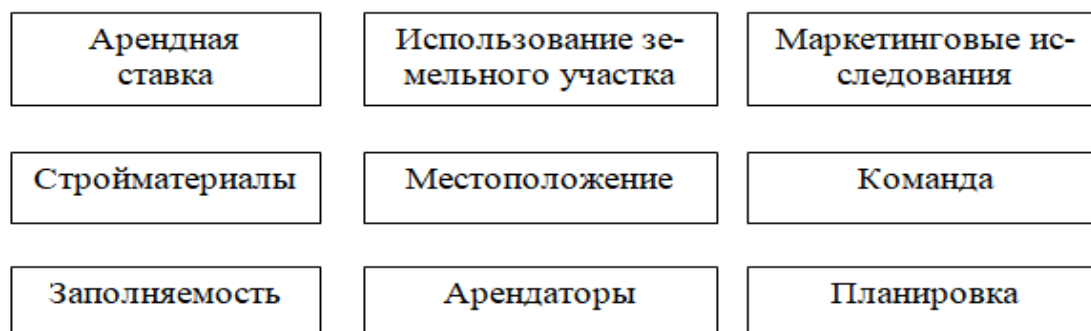 Арендная
ставка
Использование зе-
мельного участка
Маркетинговые ис-
следования
Стройматериалы
Местоположение
Команда
Заполняемость
Арендаторы
Планировка